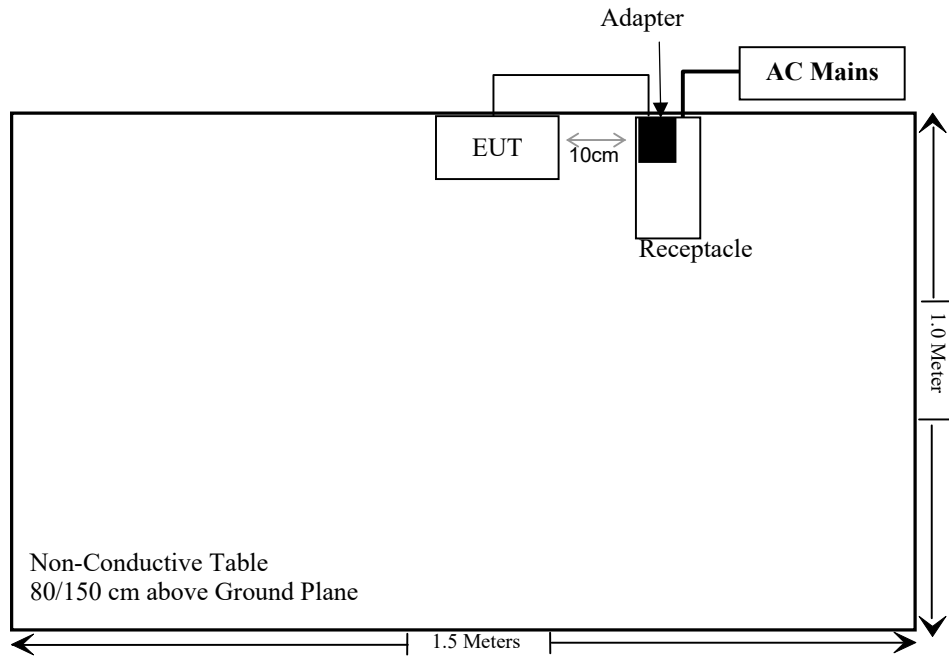 Adapter
AC Mains
EUT
10cm
Receptacle
1.0 Meter
Non-Conductive Table
80/150 cm above Ground Plane
1.5 Meters